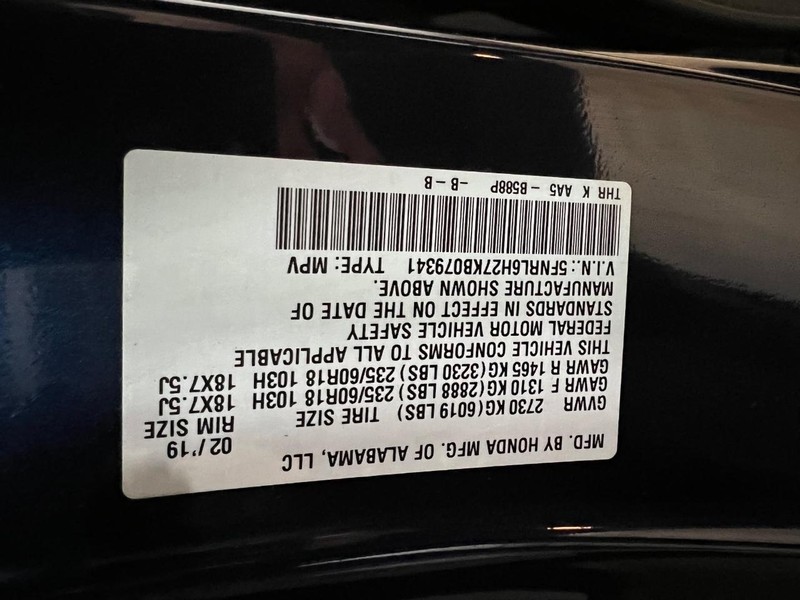 MFD. BY HONDA MFG. OF ALABAMA, LLC 02/'19
GVWR 2730 KG(6019 LBS) TIRE SIZE RIM SIZE
GAWR F 1310 KG(2888 LBS) 235/60R18 103H 18X7.5J
GAWR R 1465 KG(3230 LBS) 235/60R18 103H 18X7.5J
THIS VEHICLE CONFORMS TO ALL APPLICABLE
FEDERAL MOTOR VEHICLE SAFETY
STANDARDS IN EFFECT ON THE DATE OF
MANUFACTURE SHOWN ABOVE.
V.I.N.: 5FNRL6H27KB079341 TYPE: MPV
THR K AA5 - B588P -B - B - B